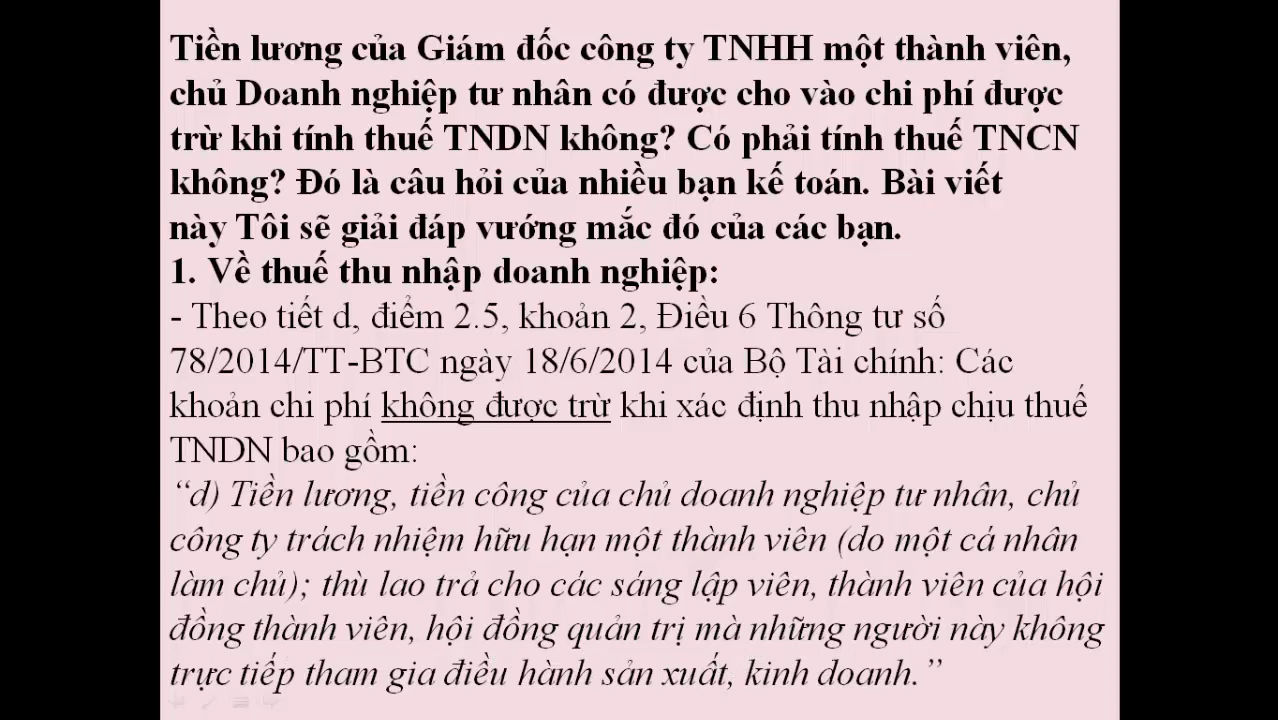 Tiền lương của Giám đốc công ty TNHH một thành viên,
chủ Doanh nghiệp tư nhân có được cho vào chi phí được
trừ khi tính thuế TNDN không? Có phải tính thuế TNCN
không? Đó là câu hỏi của nhiều bạn kế toán. Bài viết
này Tôi sẽ giải đáp vướng mắc đó của các bạn.
1. Về thuế thu nhập doanh nghiệp:
- Theo tiết d, điểm 2.5, khoản 2, Điều 6 Thông tư số
78/2014/TT-BTC ngày 18/6/2014 của Bộ Tài chính: Các
khoản chi phí không được trừ khi xác định thu nhập chịu thuế
TNDN bao gồm:
“d) Tiền lương, tiền công của chủ doanh nghiệp tư nhân, chủ
công ty trách nhiệm hữu hạn một thành viên (do một cá nhân
làm chủ); thù lao trả cho các sáng lập viên, thành viên của hội
đồng thành viên, hội đồng quản trị mà những người này không
trực tiếp tham gia điều hành sản xuất, kinh doanh.”